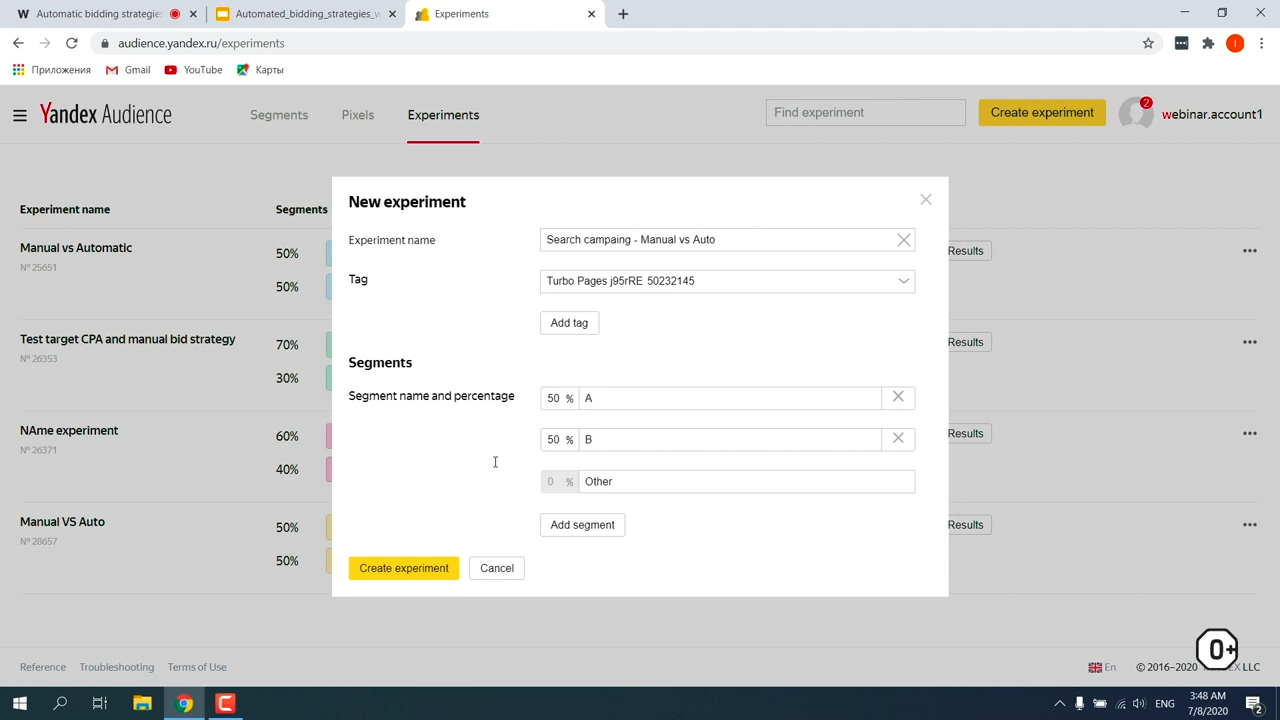 Automatic bidding strategies
Automated_bidding_strategies_w
Experiments
audience.yandex.ru/experiments
Приложения
Gmail
YouTube
Карты
Yandex Audience
Segments
Pixels
Experiments
Find experiment
Create experiment
2
webinar.account1
Experiment name
Segments
Manual vs Automatic
Nº 25651
50%
50%
Results
Test target CPA and manual bid strategy
Nº 26353
70%
30%
Results
NAme experiment
Nº 26371
60%
40%
Results
Manual VS Auto
Nº 28657
50%
50%
Results
New experiment
Experiment name
Search campaing - Manual vs Auto
Tag
Turbo Pages j95rRE 50232145
Add tag
Segments
Segment name and percentage
50 % A
50 % B
0 % Other
Add segment
Create experiment
Cancel
Reference
Troubleshooting
Terms of Use
En
© 2016–2020
LLC
0+
ENG
3:48 AM
7/8/2020
2